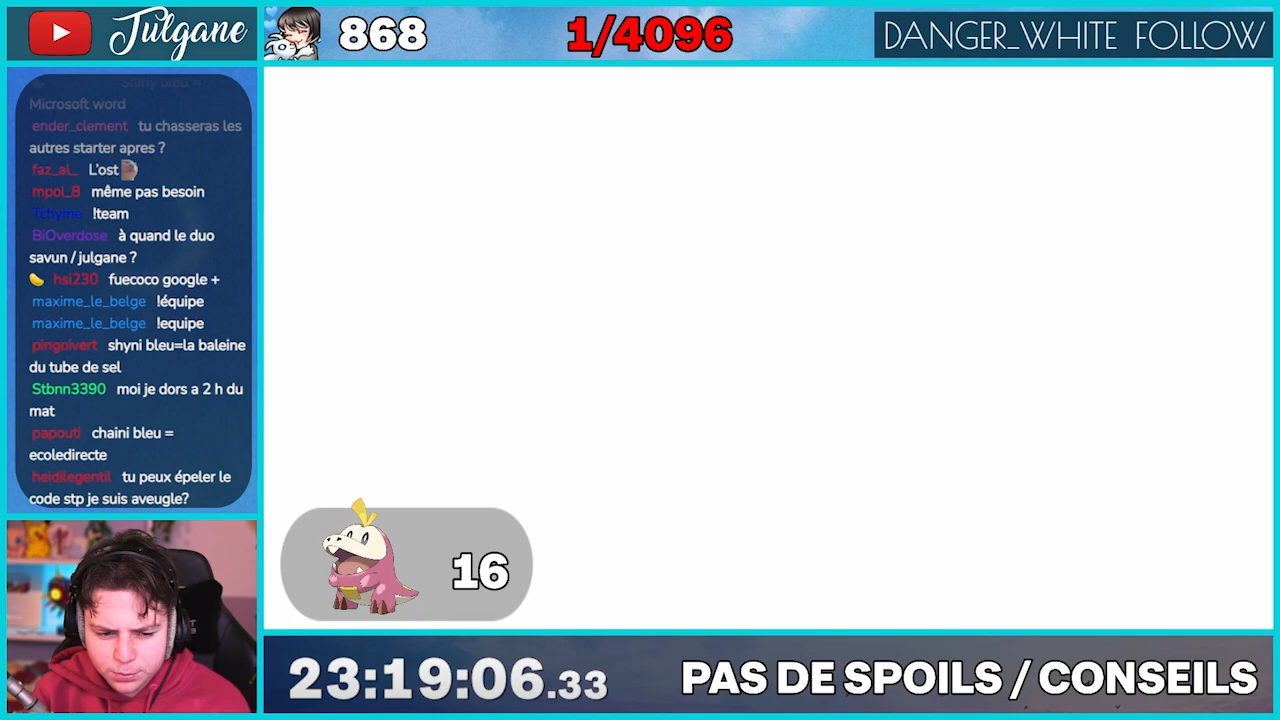 Julgane
868
1/4096
DANGER_WHITE FOLLOW
Shiny bleu =
Microsoft word
ender_clement tu chasseras les
autres starter apres ?
faz_al_ L'ost
mpoi_8 même pas besoin
Tchyme !team
BiOverdose à quand le duo
savun / julgane ?
hsi230 fuecoco google +
maxime_le_belge !équipe
maxime_le_belge !equipe
pingoivert shyni bleu=la baleine
du tube de sel
Stbnn3390 moi je dors a 2 h du
mat
papouti chaini bleu =
ecoledirecte
heidilegentil tu peux épeler le
code stp je suis aveugle?
16
23:19:06.33
PAS DE SPOILS / CONSEILS